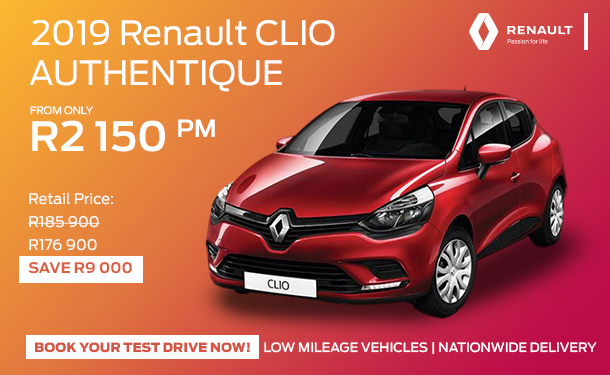 2019 Renault CLIO
AUTHENTIQUE
FROM ONLY
R2 150 PM
Retail Price:
R185 900
R176 900
SAVE R9 000
RENAULT
Passion for life
CLIO
BOOK YOUR TEST DRIVE NOW! LOW MILEAGE VEHICLES | NATIONWIDE DELIVERY